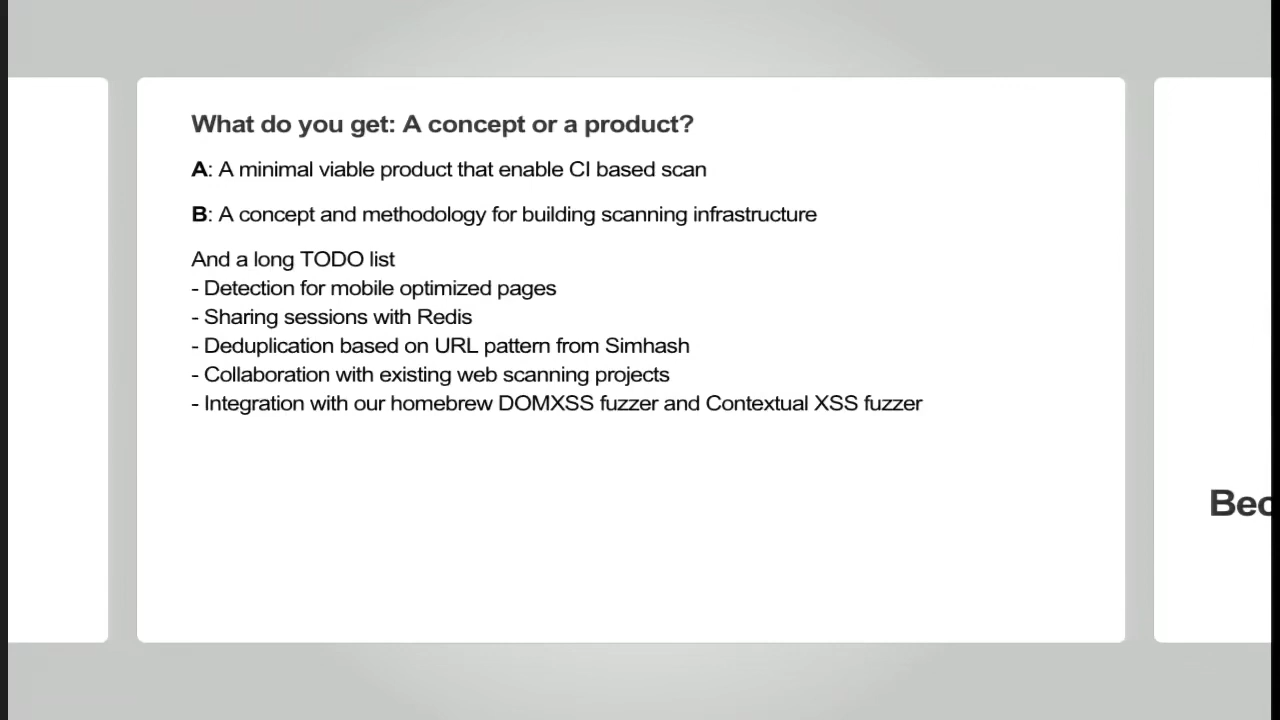 What do you get: A concept or a product?
A: A minimal viable product that enable CI based scan
B: A concept and methodology for building scanning infrastructure
And a long TODO list
- Detection for mobile optimized pages
- Sharing sessions with Redis
- Deduplication based on URL pattern from Simhash
- Collaboration with existing web scanning projects
- Integration with our homebrew DOMXSS fuzzer and Contextual XSS fuzzer